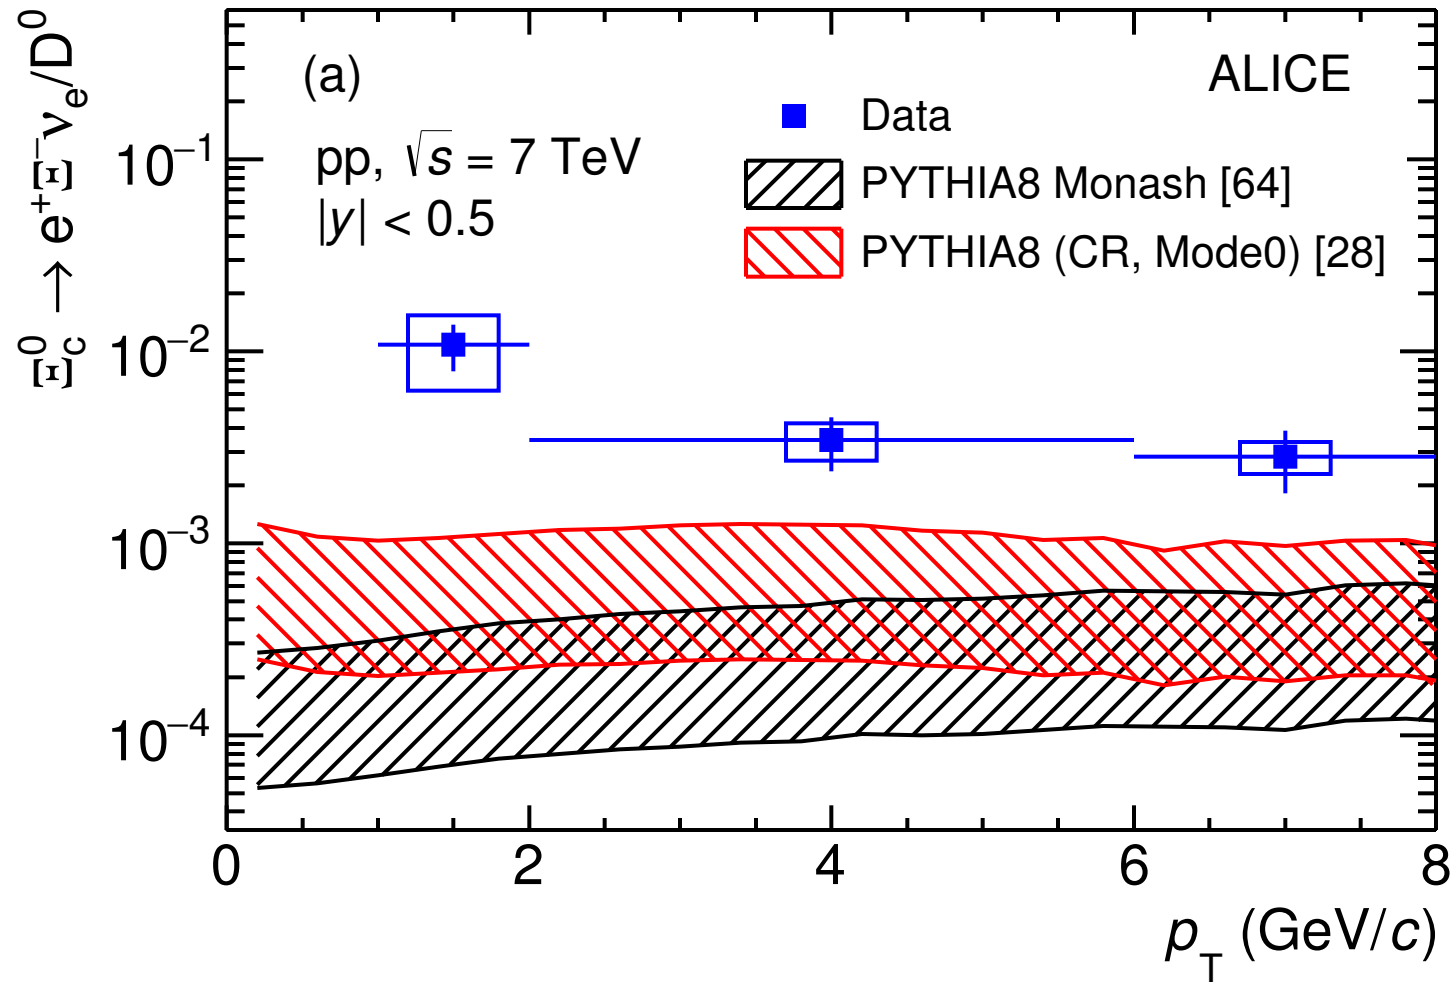 Ξ⁰c → e⁺Ξ⁻νe/D⁰
(a)
ALICE
pp, √s = 7 TeV
|y| < 0.5
Data
PYTHIA8 Monash [64]
PYTHIA8 (CR, Mode0) [28]
10⁻¹
10⁻²
10⁻³
10⁻⁴
0 2 4 6 8
pT (GeV/c)